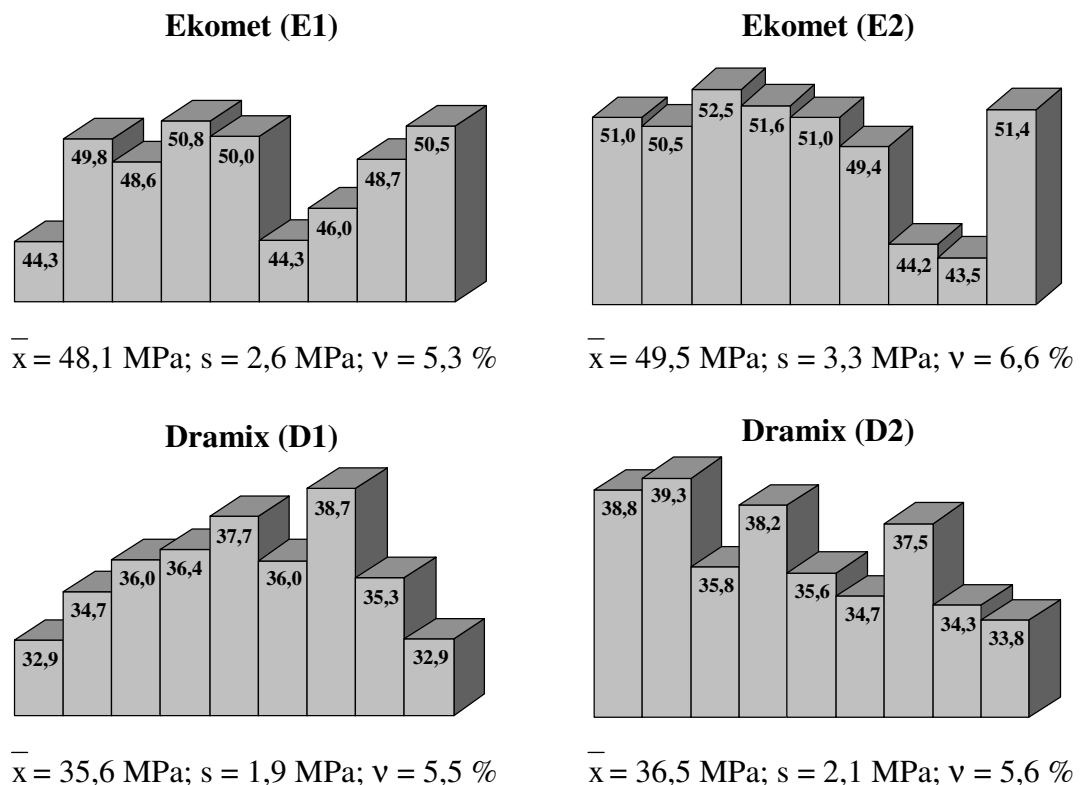 Ekomet (E1)
44,3 49,8 48,6 50,8 50,0 44,3 46,0 48,7 50,5
x̅ = 48,1 MPa; s = 2,6 MPa; ν = 5,3 %
Ekomet (E2)
51,0 50,5 52,5 51,6 51,0 49,4 44,2 43,5 51,4
x̅ = 49,5 MPa; s = 3,3 MPa; ν = 6,6 %
Dramix (D1)
32,9 34,7 36,0 36,4 37,7 36,0 38,7 35,3 32,9
x̅ = 35,6 MPa; s = 1,9 MPa; ν = 5,5 %
Dramix (D2)
38,8 39,3 35,8 38,2 35,6 34,7 37,5 34,3 33,8
x̅ = 36,5 MPa; s = 2,1 MPa; ν = 5,6 %